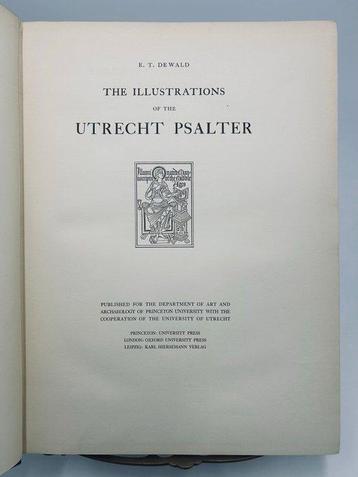 E. T. DEWALD
THE ILLUSTRATIONS
OF THE
UTRECHT PSALTER
PUBLISHED FOR THE DEPARTMENT OF ART AND
ARCHAEOLOGY OF PRINCETON UNIVERSITY WITH THE
COOPERATION OF THE UNIVERSITY OF UTRECHT
PRINCETON: UNIVERSITY PRESS
LONDON: OXFORD UNIVERSITY PRESS
LEIPZIG: KARL HIERSEMANN VERLAG